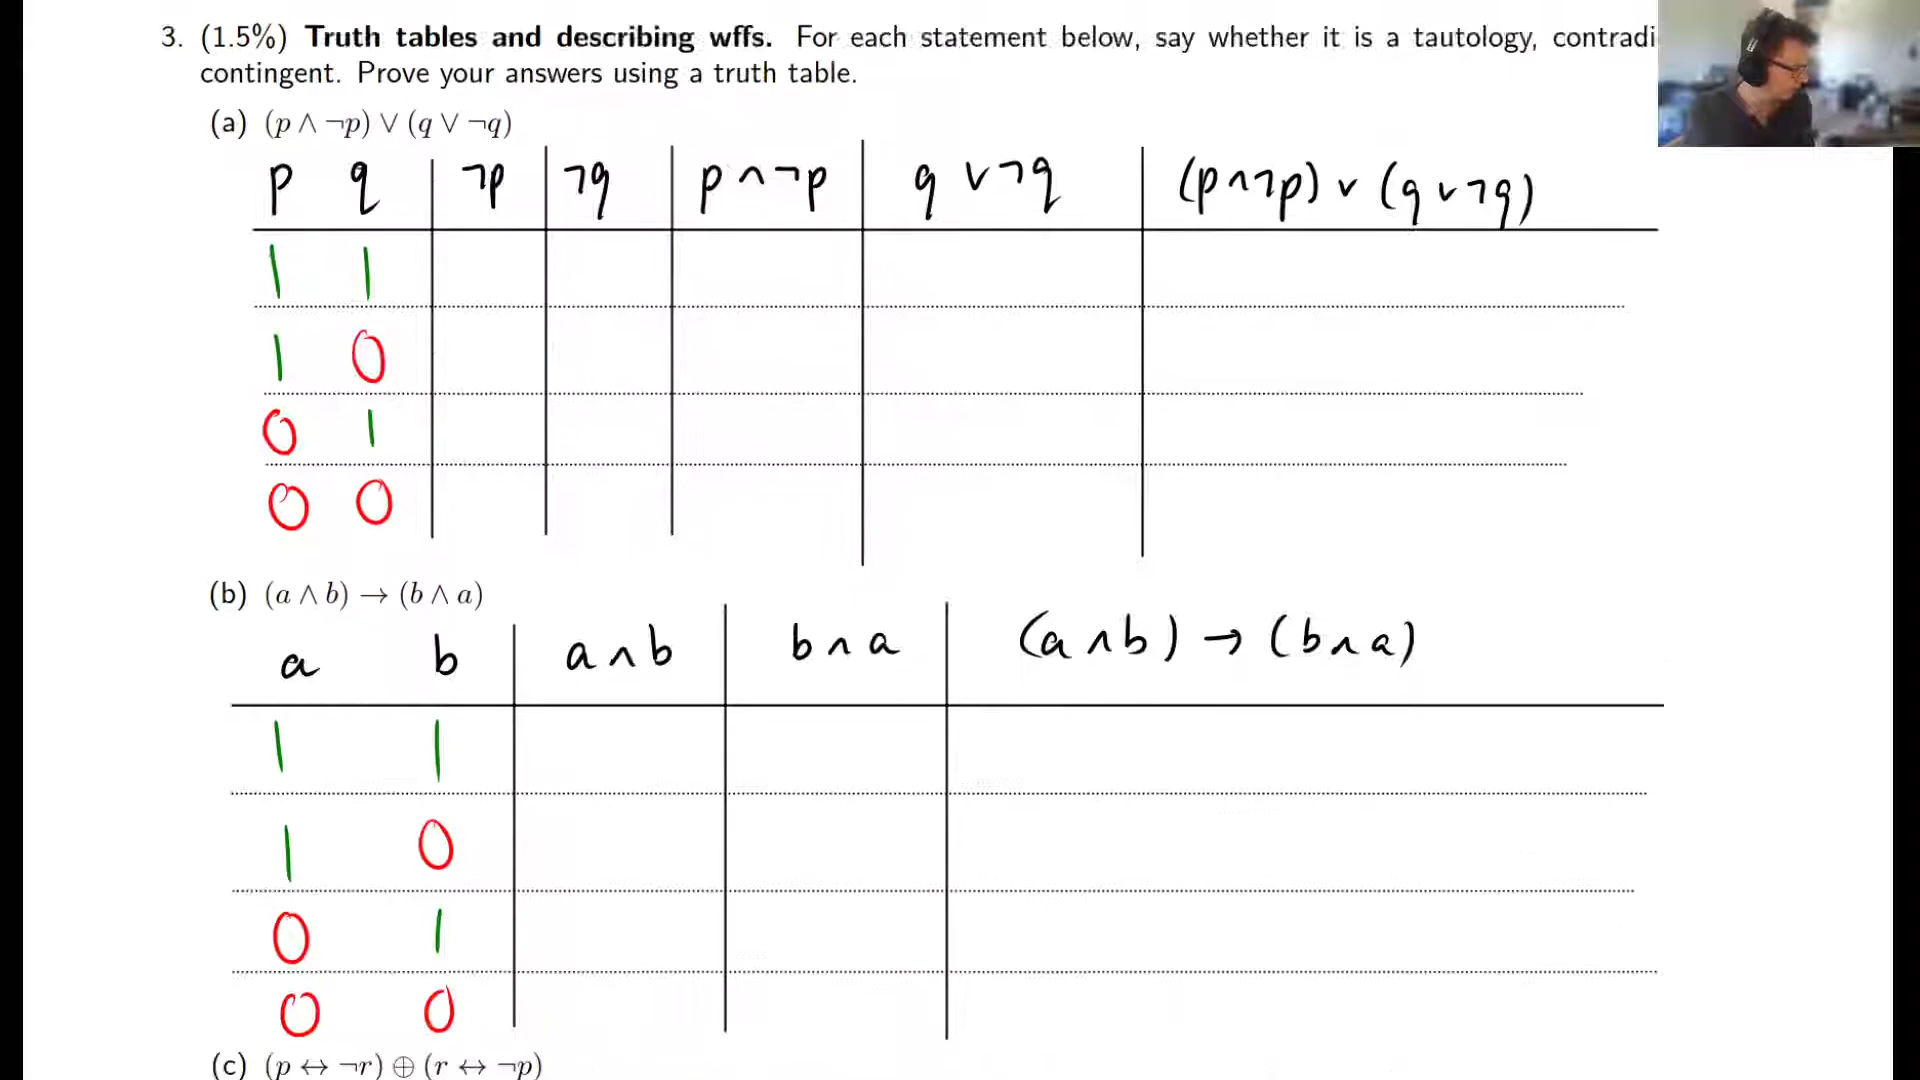 3. (1.5%) Truth tables and describing wffs. For each statement below, say whether it is a tautology, contradi
contingent. Prove your answers using a truth table.
(a) (p ∧ ¬p) ∨ (q ∨ ¬q)
p q ¬p ¬q p ∧ ¬p q ∨ ¬q (p ∧ ¬p) ∨ (q ∨ ¬q)
1 1
1 0
0 1
0 0
(b) (a ∧ b) → (b ∧ a)
a b a ∧ b b ∧ a (a ∧ b) → (b ∧ a)
1 1
1 0
0 1
0 0
(c) (p ↔ ¬r) ⊕ (r ↔ ¬p)